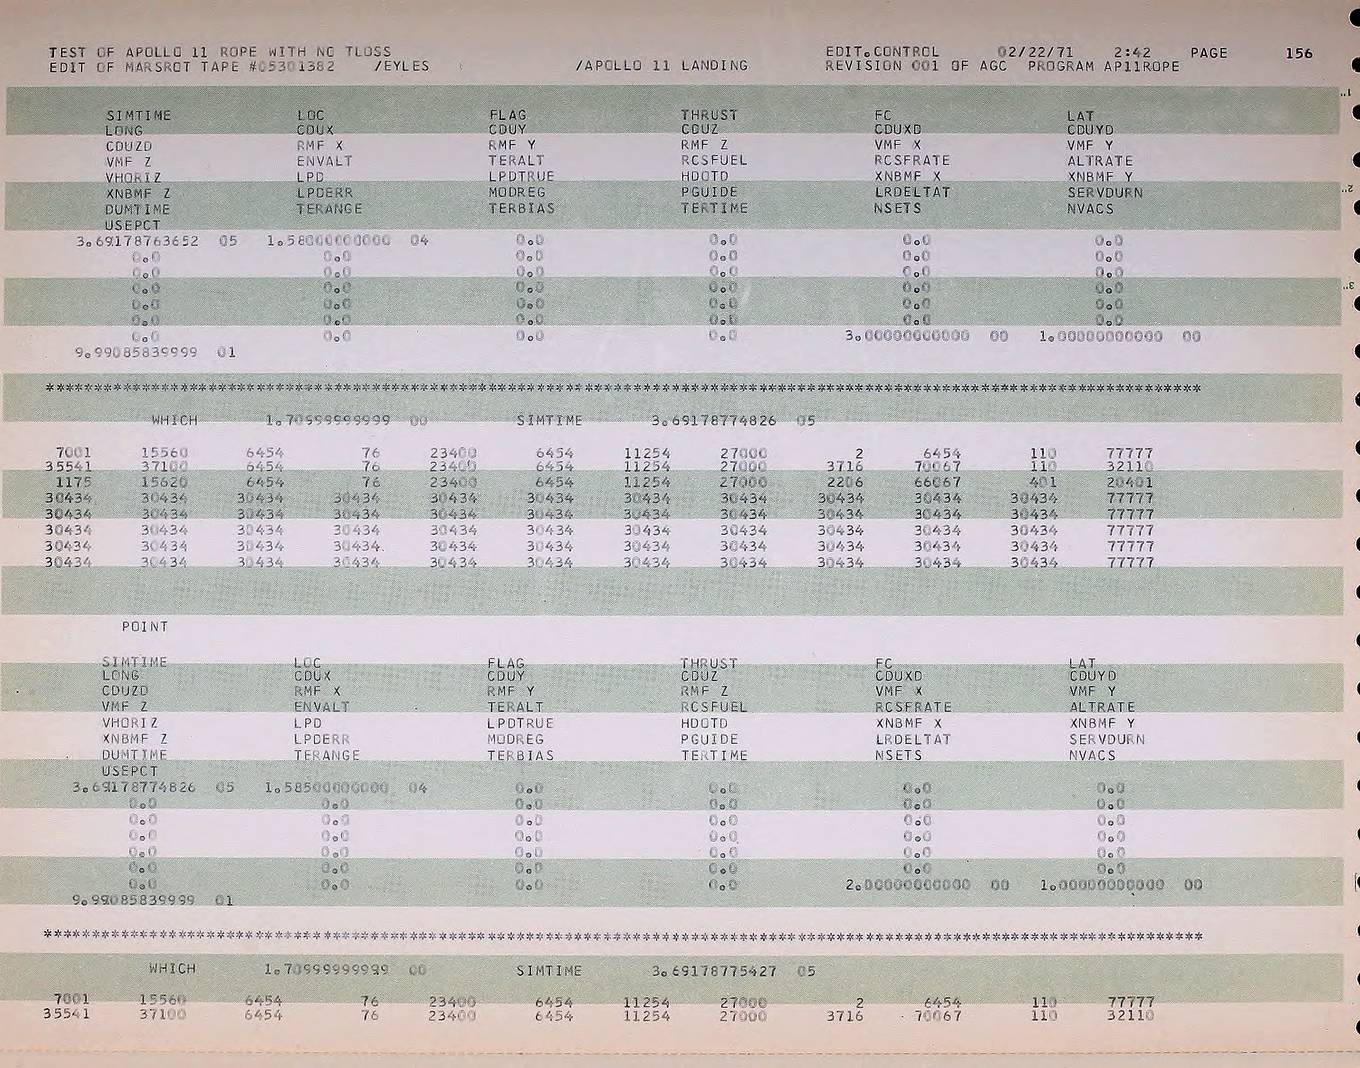 TEST OF APOLLO 11 ROPE WITH NO TLOSS EDIT.CONTROL 02/22/71 2:42 PAGE 156
EDIT OF MARSROT TAPE #05301382 /EYLES /APOLLO 11 LANDING REVISION 001 OF AGC PROGRAM AP11ROPE
SIMTIME LOC FLAG THRUST FC LAT
LONG CDUX CDUY CDUZ CDUXD CDUYD
CDUZD RMF X RMF Y RMF Z VMF X VMF Y
VMF Z ENVALT TERALT RCSFUEL RCSFRATE ALTRATE
VHORIZ LPD LPDTRUE HDOTD XNBMF X XNBMF Y
XNBMF Z LPDERR MODREG PGUIDE LRDELTAT SERVDURN
DUMTIME TERANGE TERBIAS TERTIME NSETS NVACS
USEPCT
3.69178763652 05 1.58000000000 04 0.0 0.0 0.0 0.0
0.0 0.0 0.0 0.0 0.0 0.0
0.0 0.0 0.0 0.0 0.0 0.0
0.0 0.0 0.0 0.0 0.0 0.0
0.0 0.0 0.0 0.0 0.0 0.0
0.0 0.0 0.0 0.0 0.0 0.0
0.0 0.0 0.0 0.0 3.00000000000 00 1.00000000000 00
9.99085839999 01
************************************************************************************************************************
WHICH 1.70999999999 00 SIMTIME 3.69178774826 05
7001 15560 6454 76 23400 6454 11254 27000 2 6454 110 77777
35541 37100 6454 76 23400 6454 11254 27000 3716 70067 110 32110
1175 15620 6454 76 23400 6454 11254 27000 2206 66067 401 20401
30434 30434 30434 30434 30434 30434 30434 30434 30434 30434 30434 77777
30434 30434 30434 30434 30434 30434 30434 30434 30434 30434 30434 77777
30434 30434 30434 30434 30434 30434 30434 30434 30434 30434 30434 77777
30434 30434 30434 30434 30434 30434 30434 30434 30434 30434 30434 77777
30434 30434 30434 30434 30434 30434 30434 30434 30434 30434 30434 77777
POINT
SIMTIME LOC FLAG THRUST FC LAT
LONG CDUX CDUY CDUZ CDUXD CDUYD
CDUZD RMF X RMF Y RMF Z VMF X VMF Y
VMF Z ENVALT TERALT RCSFUEL RCSFRATE ALTRATE
VHORIZ LPD LPDTRUE HDOTD XNBMF X XNBMF Y
XNBMF Z LPDERR MODREG PGUIDE LRDELTAT SERVDURN
DUMTIME TERANGE TERBIAS TERTIME NSETS NVACS
USEPCT
3.69178774826 05 1.58500000000 04 0.0 0.0 0.0 0.0
0.0 0.0 0.0 0.0 0.0 0.0
0.0 0.0 0.0 0.0 0.0 0.0
0.0 0.0 0.0 0.0 0.0 0.0
0.0 0.0 0.0 0.0 0.0 0.0
0.0 0.0 0.0 0.0 0.0 0.0
0.0 0.0 0.0 0.0 2.00000000000 00 1.00000000000 00
9.99085839999 01
************************************************************************************************************************
WHICH 1.70999999999 00 SIMTIME 3.69178775427 05
7001 15560 6454 76 23400 6454 11254 27000 2 6454 110 77777
35541 37100 6454 76 23400 6454 11254 27000 3716 70067 110 32110